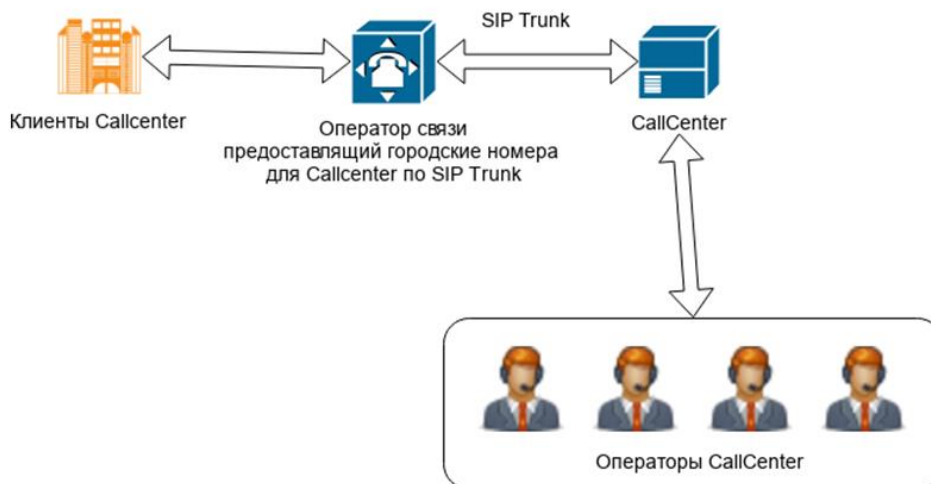 SIP Trunk
Клиенты Callcenter
Оператор связи
предоставлящий городские номера
для Callcenter по SIP Trunk
CallCenter
Операторы CallCenter